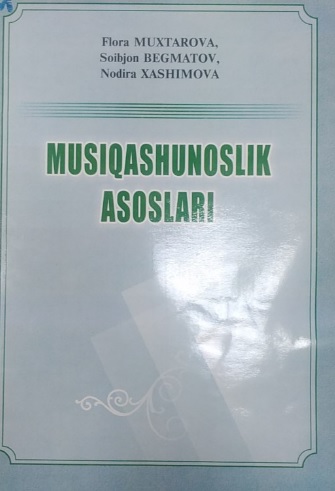 Flora MUXTAROVA,
Soibjon BEGMATOV,
Nodira XASHIMOVA
MUSIQASHUNOSLIK
ASOSLARI